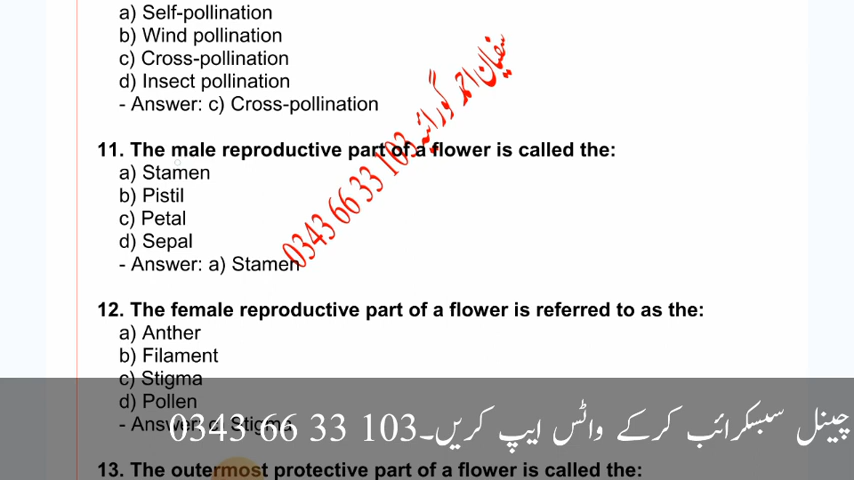 a) Self-pollination
b) Wind pollination
c) Cross-pollination
d) Insect pollination
- Answer: c) Cross-pollination
11. The male reproductive part of a flower is called the:
a) Stamen
b) Pistil
c) Petal
d) Sepal
- Answer: a) Stamen
سفیان احمد گورائیہ 0343 66 33 103
12. The female reproductive part of a flower is referred to as the:
a) Anther
b) Filament
c) Stigma
d) Pollen
- Answer: c) Stigma
چینل سبسکرائب کرکے واٹس ایپ کریں۔ 0343 66 33 103
13. The outermost protective part of a flower is called the: